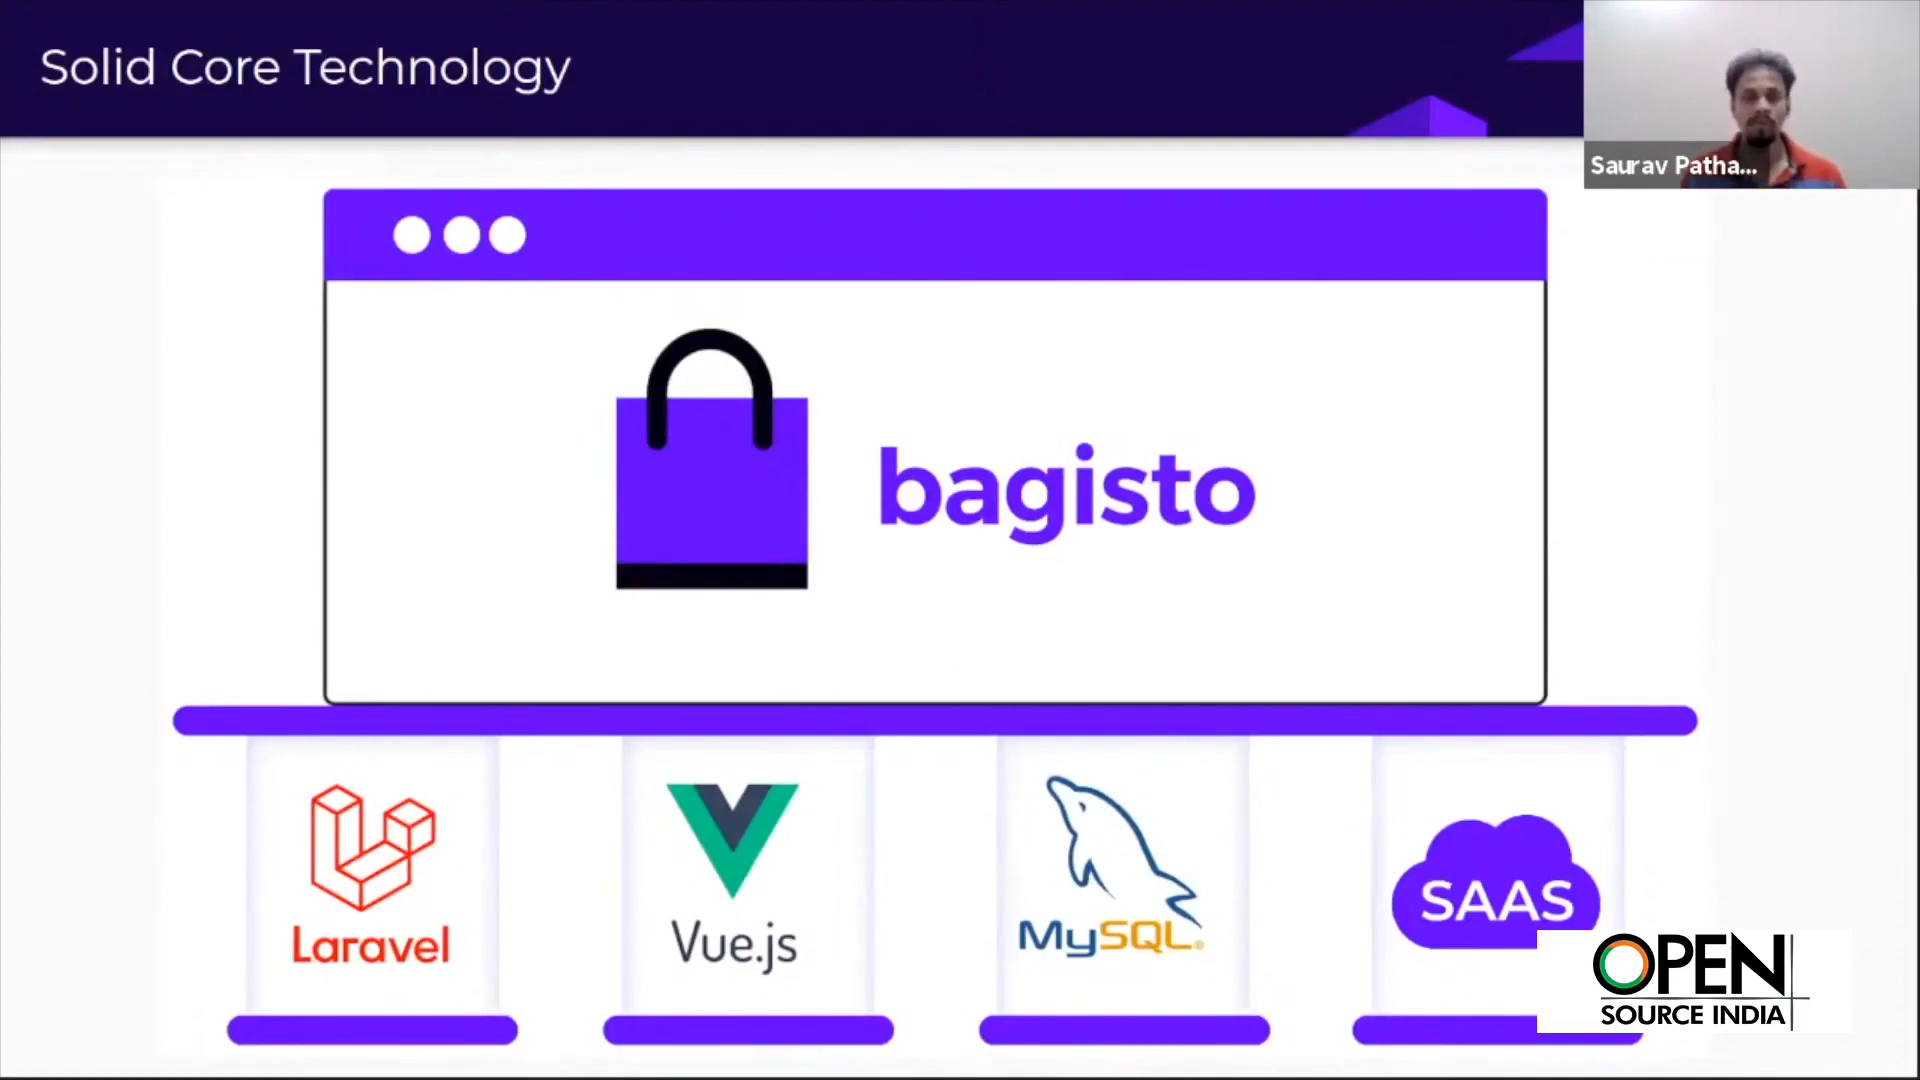 Solid Core Technology
Saurav Patha...
bagisto
Laravel
Vue.js
MySQL®
SAAS
OPEN
SOURCE INDIA